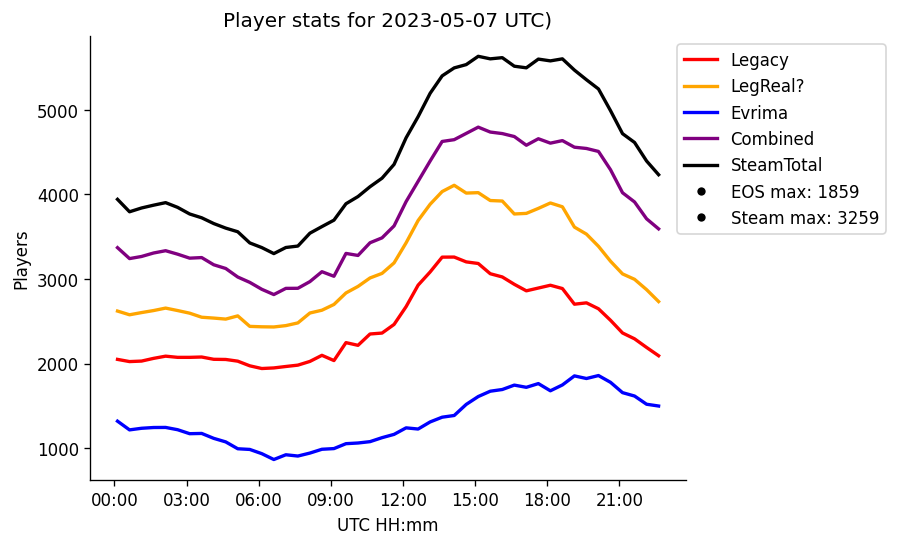 Player stats for 2023-05-07 UTC)
Legacy
LegReal?
Evrima
Combined
SteamTotal
EOS max: 1859
Steam max: 3259
Players
5000
4000
3000
2000
1000
00:00 03:00 06:00 09:00 12:00 15:00 18:00 21:00
UTC HH:mm